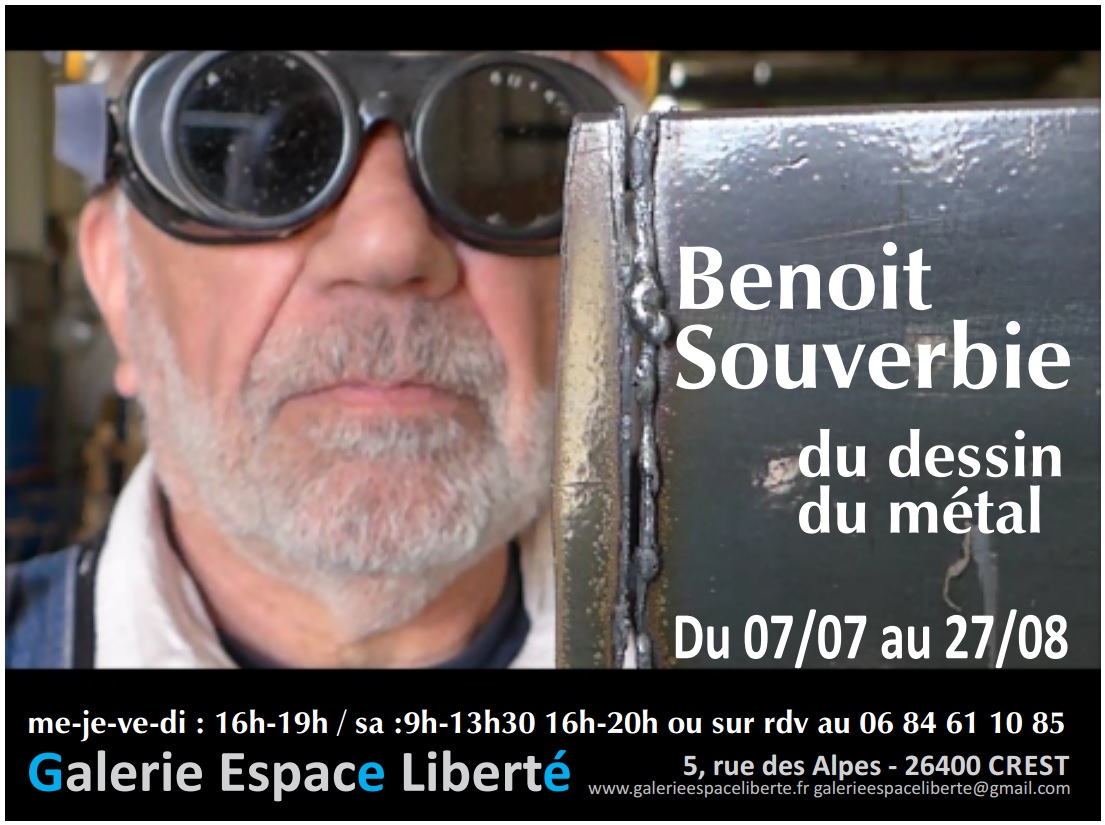 Benoit
Souverbie
du dessin
du métal
Du 07/07 au 27/08
me-je-ve-di : 16h-19h / sa :9h-13h30 16h-20h ou sur rdv au 06 84 61 10 85
Galerie Espace Liberté
5, rue des Alpes - 26400 CREST
www.galerieespaceliberte.fr galerieespaceliberte@gmail.com